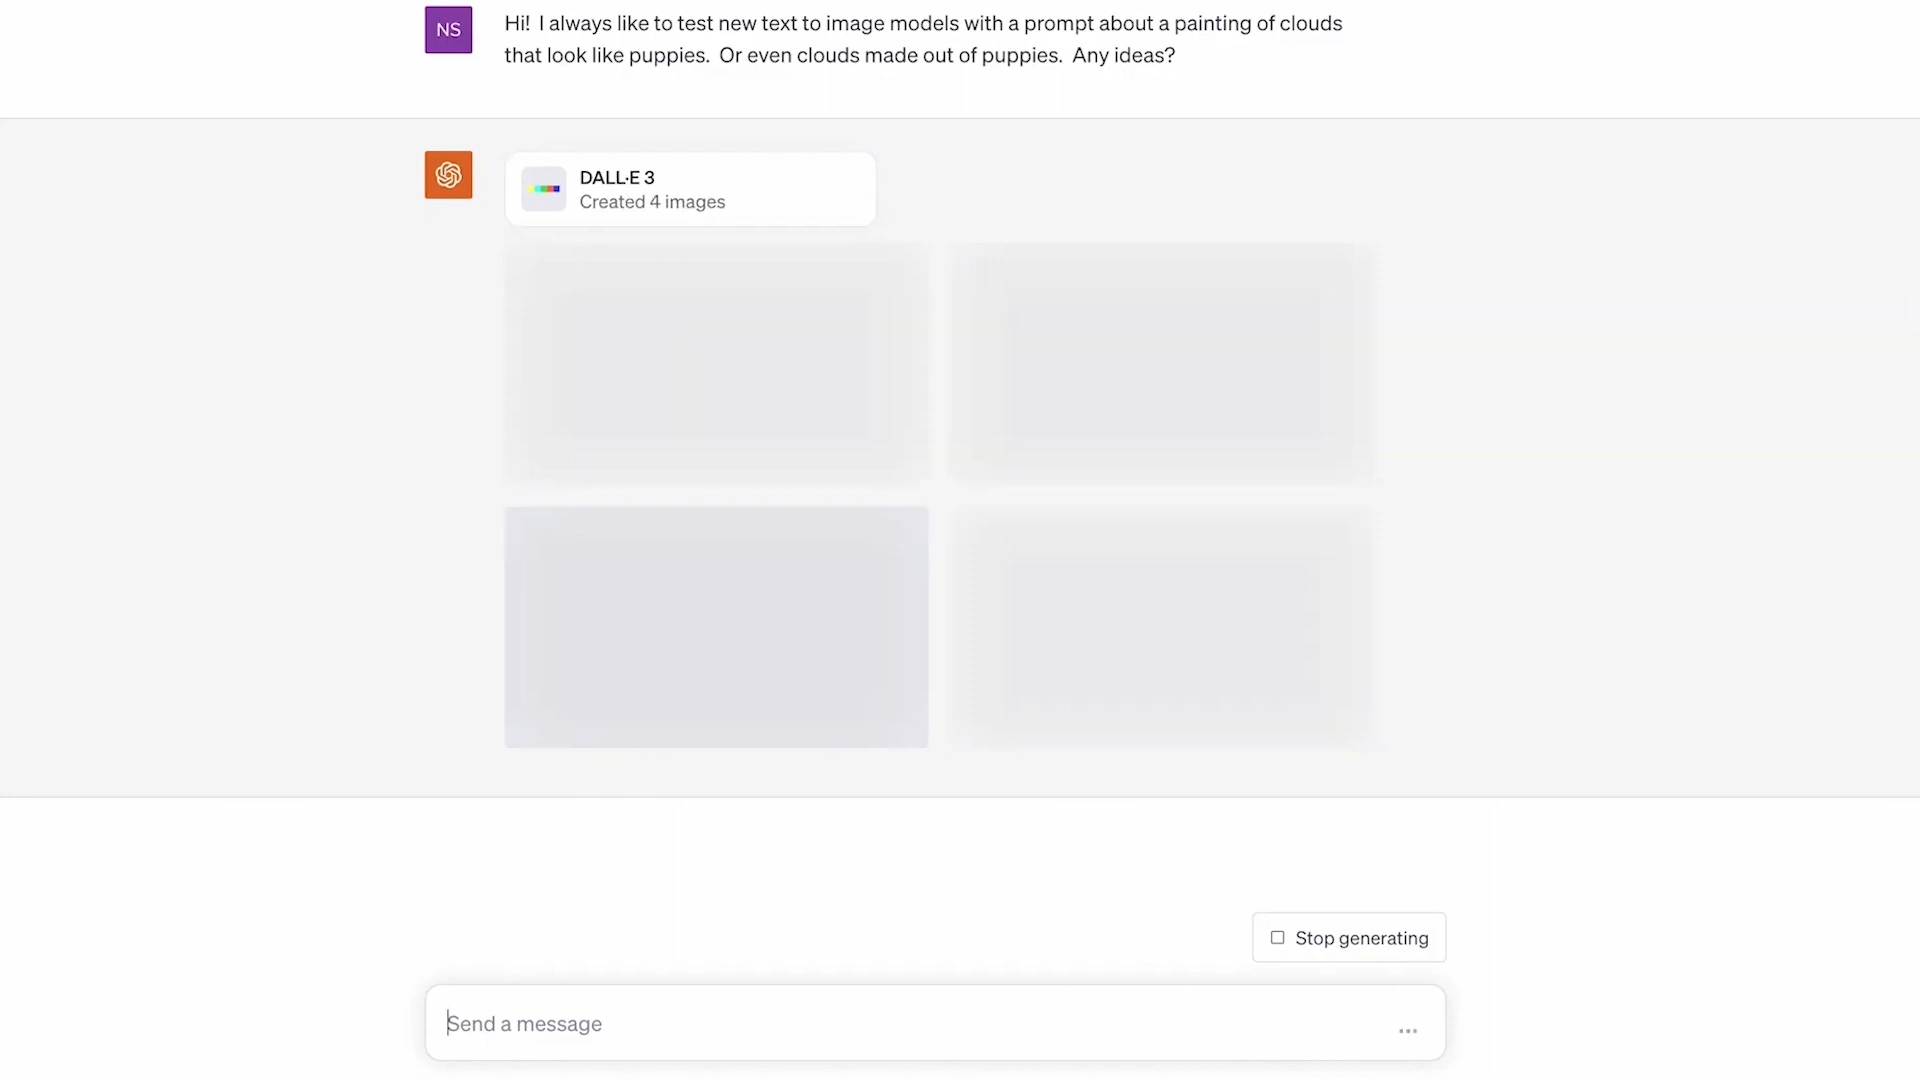 NS
Hi!  I always like to test new text to image models with a prompt about a painting of clouds
that look like puppies.  Or even clouds made out of puppies.  Any ideas?
DALL·E 3
Created 4 images
Stop generating
Send a message